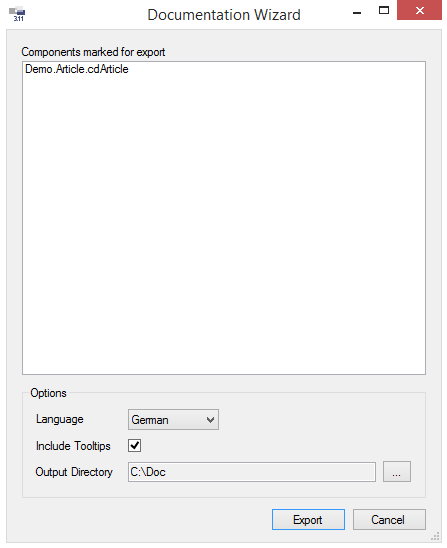 3.11
Documentation Wizard
Components marked for export
Demo.Article.cdArticle
Options
Language German
Include Tooltips
Output Directory C:\Doc ...
Export Cancel